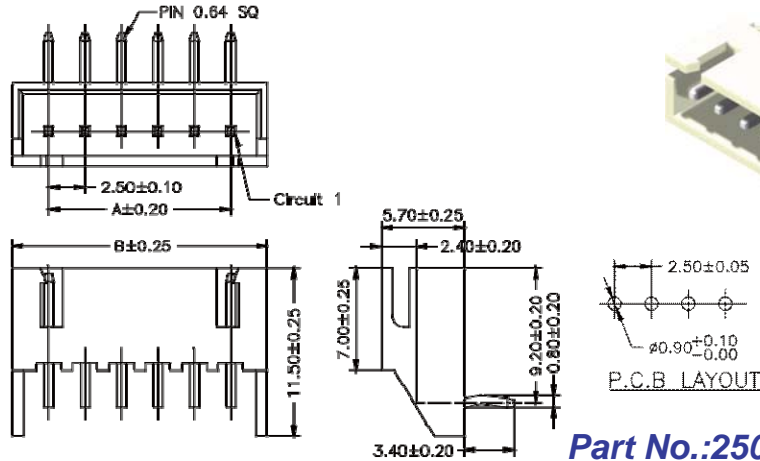 PIN 0.64 SQ
2.50±0.10
A±0.20
Circuit 1
B±0.25
11.50±0.25
5.70±0.25
2.40±0.20
7.00±0.25
9.20±0.20
0.80±0.20
3.40±0.20
2.50±0.05
ø0.90+0.10
-0.00
P.C.B LAYOUT
Part No.:250